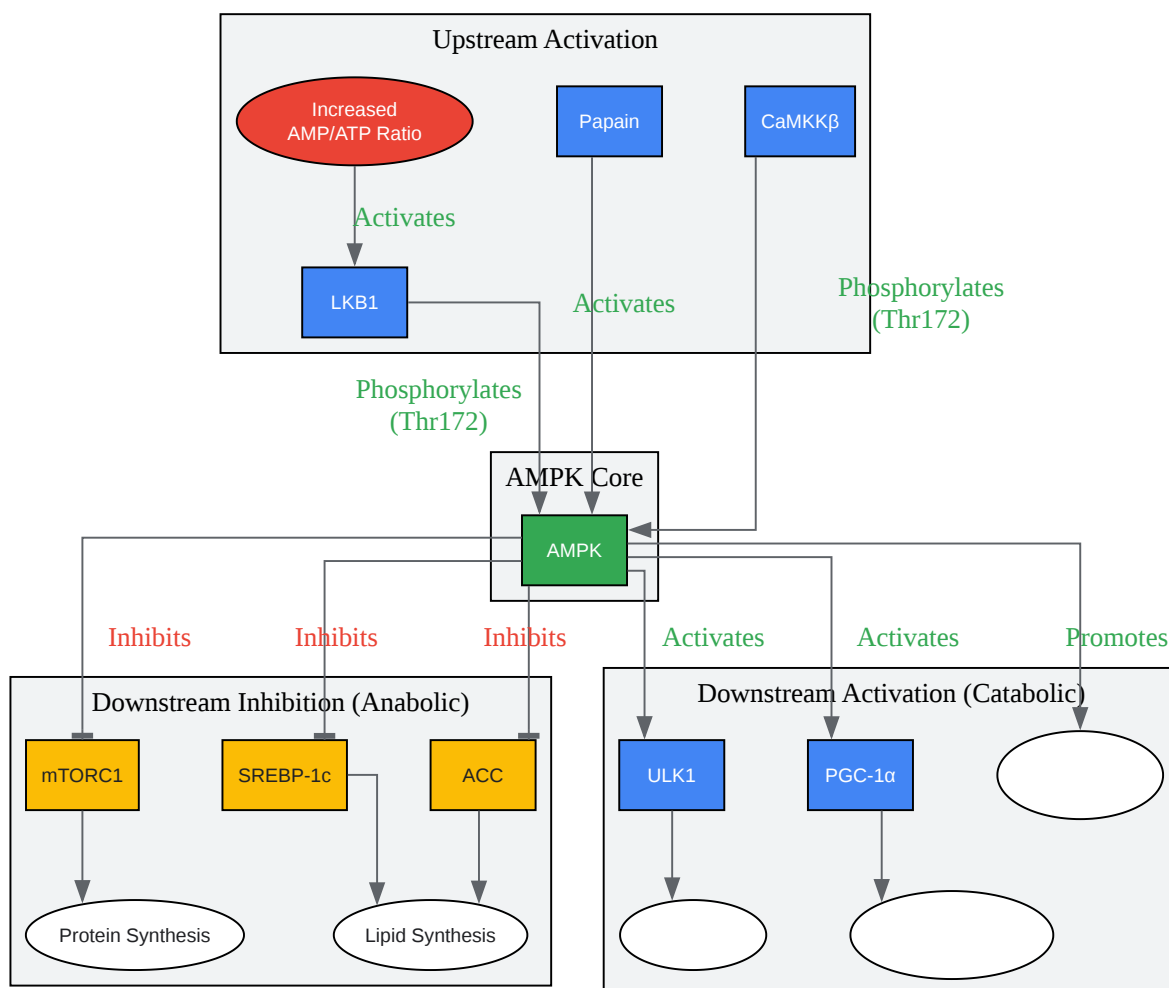 Upstream Activation
Increased
AMP/ATP Ratio
Papain
CaMKKβ
Activates
LKB1
Activates
Phosphorylates
(Thr172)
Phosphorylates
(Thr172)
AMPK Core
AMPK
Inhibits
Inhibits
Inhibits
Activates
Activates
Promotes
Downstream Inhibition (Anabolic)
Downstream Activation (Catabolic)
mTORC1
SREBP-1c
ACC
ULK1
PGC-1α
Protein Synthesis
Lipid Synthesis